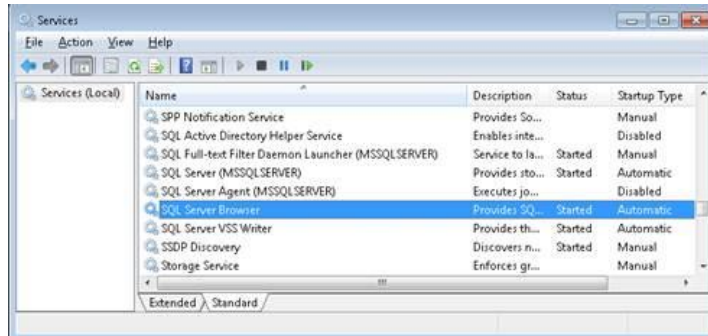 Services
File Action View Help
Services (Local)
Name Description Status Startup Type
SPP Notification Service Provides So... Manual
SQL Active Directory Helper Service Enables inte... Disabled
SQL Full-text Filter Daemon Launcher (MSSQLSERVER) Service to la... Started Manual
SQL Server (MSSQLSERVER) Provides sto... Started Automatic
SQL Server Agent (MSSQLSERVER) Executes jo... Disabled
SQL Server Browser Provides SQ... Started Automatic
SQL Server VSS Writer Provides th... Started Automatic
SSDP Discovery Discovers n... Started Manual
Storage Service Enforces gr... Manual
Extended Standard